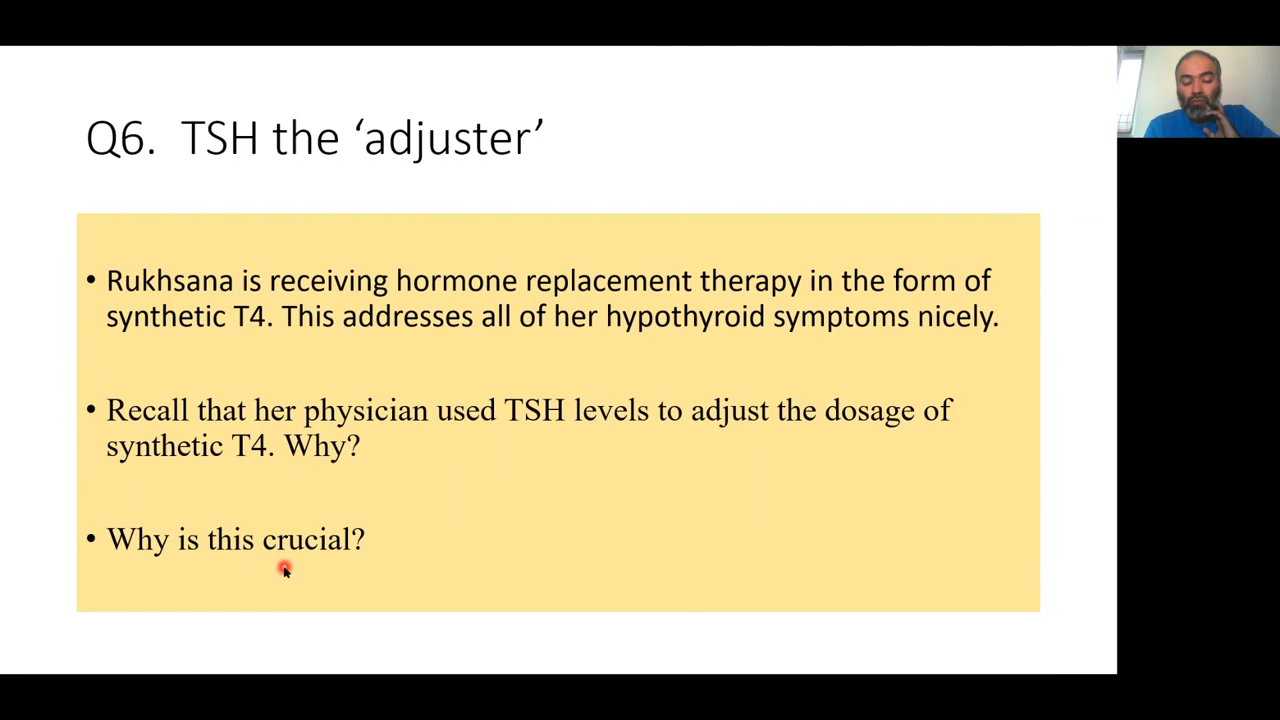 Q6.  TSH the ‘adjuster’
• Rukhsana is receiving hormone replacement therapy in the form of
synthetic T4. This addresses all of her hypothyroid symptoms nicely.
• Recall that her physician used TSH levels to adjust the dosage of
synthetic T4. Why?
• Why is this crucial?